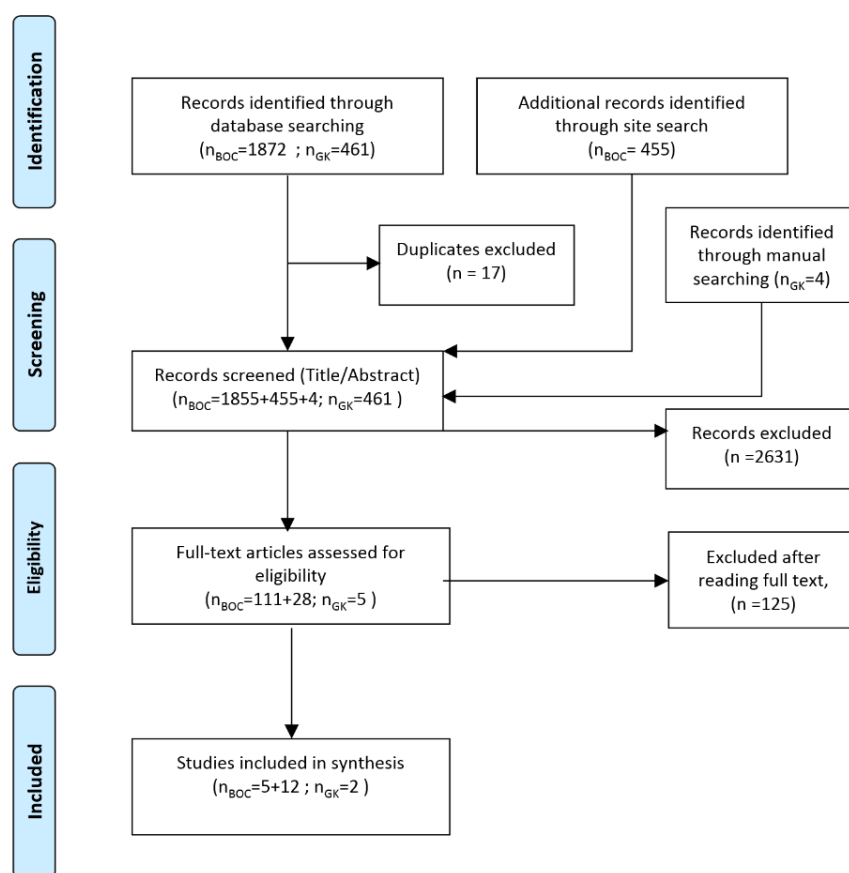 Identification
Records identified through
database searching
(nBOC=1872 ; nGK=461)
Additional records identified
through site search
(nBOC= 455)
Duplicates excluded
(n = 17)
Records identified
through manual
searching (nGK=4)
Screening
Records screened (Title/Abstract)
(nBOC=1855+455+4; nGK=461 )
Records excluded
(n =2631)
Eligibility
Full-text articles assessed for
eligibility
(nBOC=111+28; nGK=5 )
Excluded after
reading full text,
(n =125)
Included
Studies included in synthesis
(nBOC=5+12 ; nGK=2 )